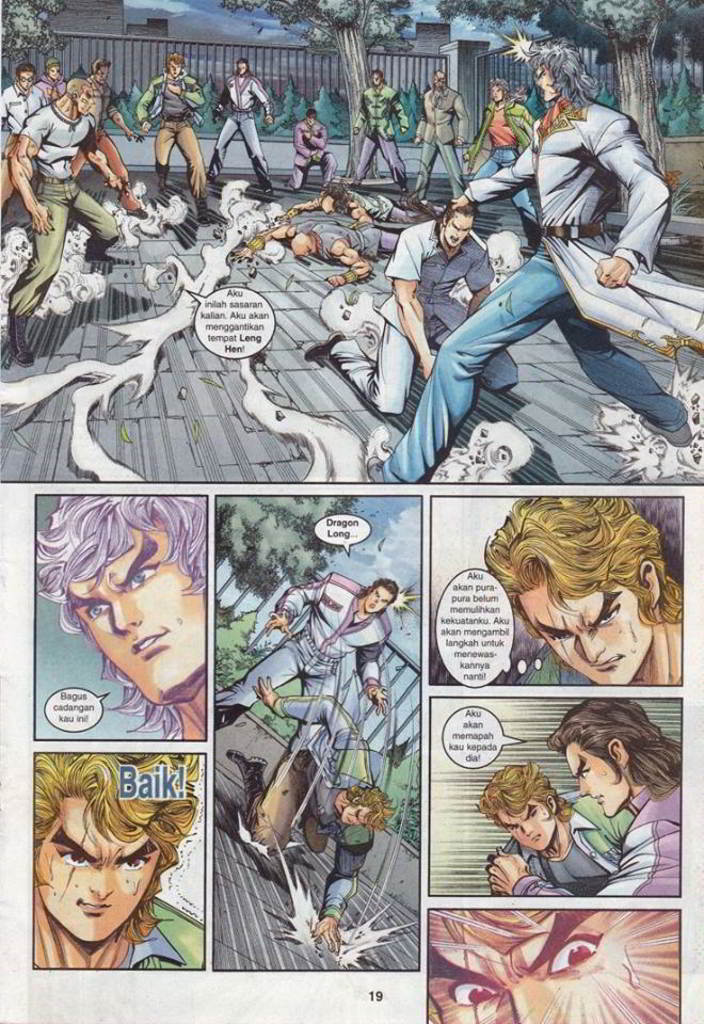 Aku
inilah sasaran
kalian. Aku akan
menggantikan
tempat Leng
Hen!
Bagus
cadangan
kau ini!
Baik!
Dragon
Long...
Aku
akan pura-
pura belum
memulihkan
kekuatanku. Aku
akan mengambil
langkah untuk
menewas-
kannya
nanti!
Aku
akan
memapah
kau kepada
dia!
19